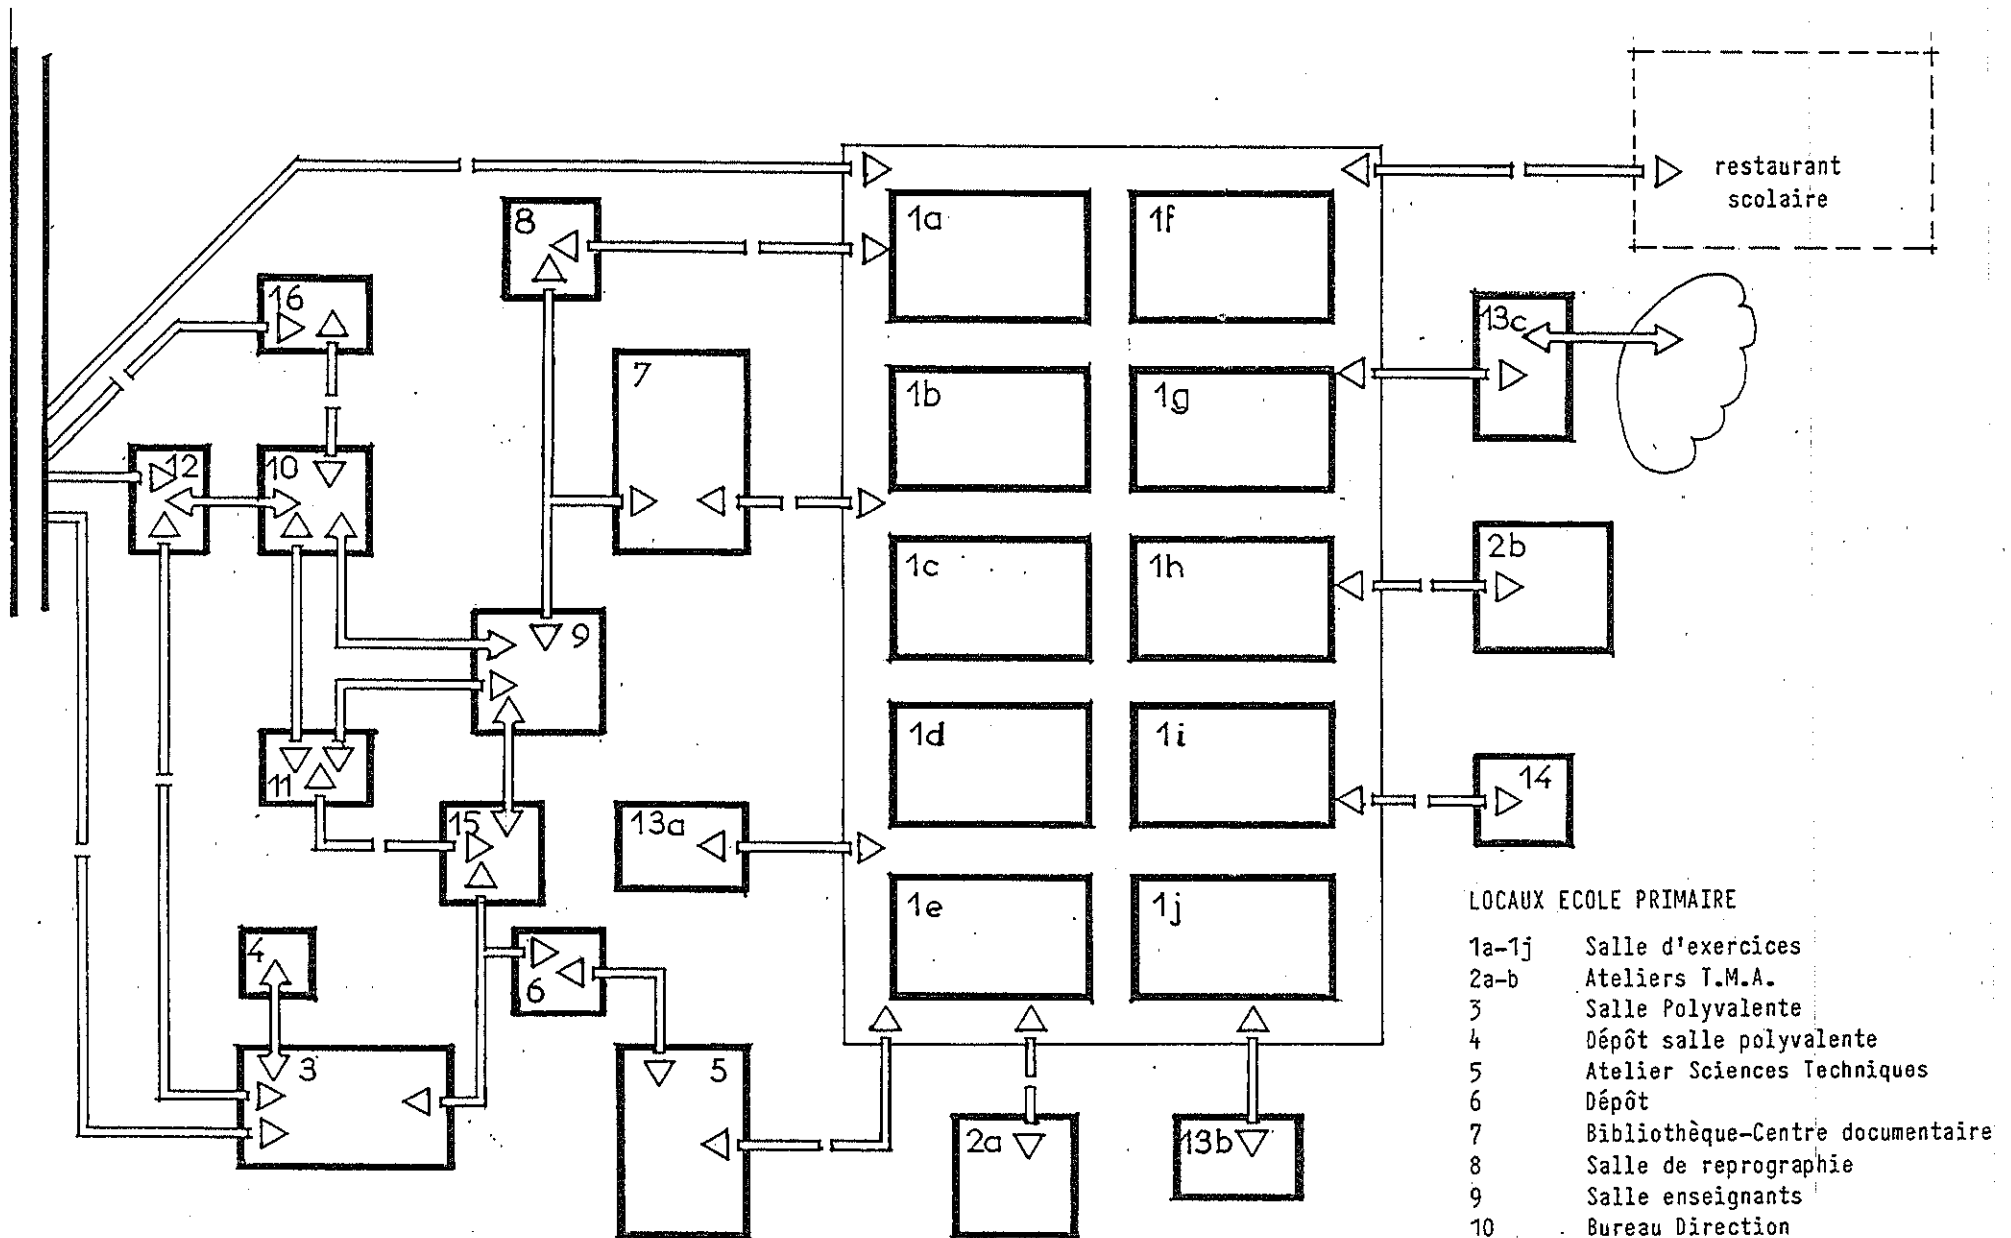 restaurant
scolaire
8
1a
1f
16
13c
7
1b
1g
12
10
1c
1h
2b
9
1d
1i
11
15
13a
14
1e
1j
4
6
3
5
2a
13b
LOCAUX ECOLE PRIMAIRE
1a-1j Salle d'exercices
2a-b Ateliers T.M.A.
3 Salle Polyvalente
4 Dépôt salle polyvalente
5 Atelier Sciences Techniques
6 Dépôt
7 Bibliothèque-Centre documentaire
8 Salle de reprographie
9 Salle enseignants
10 Bureau Direction